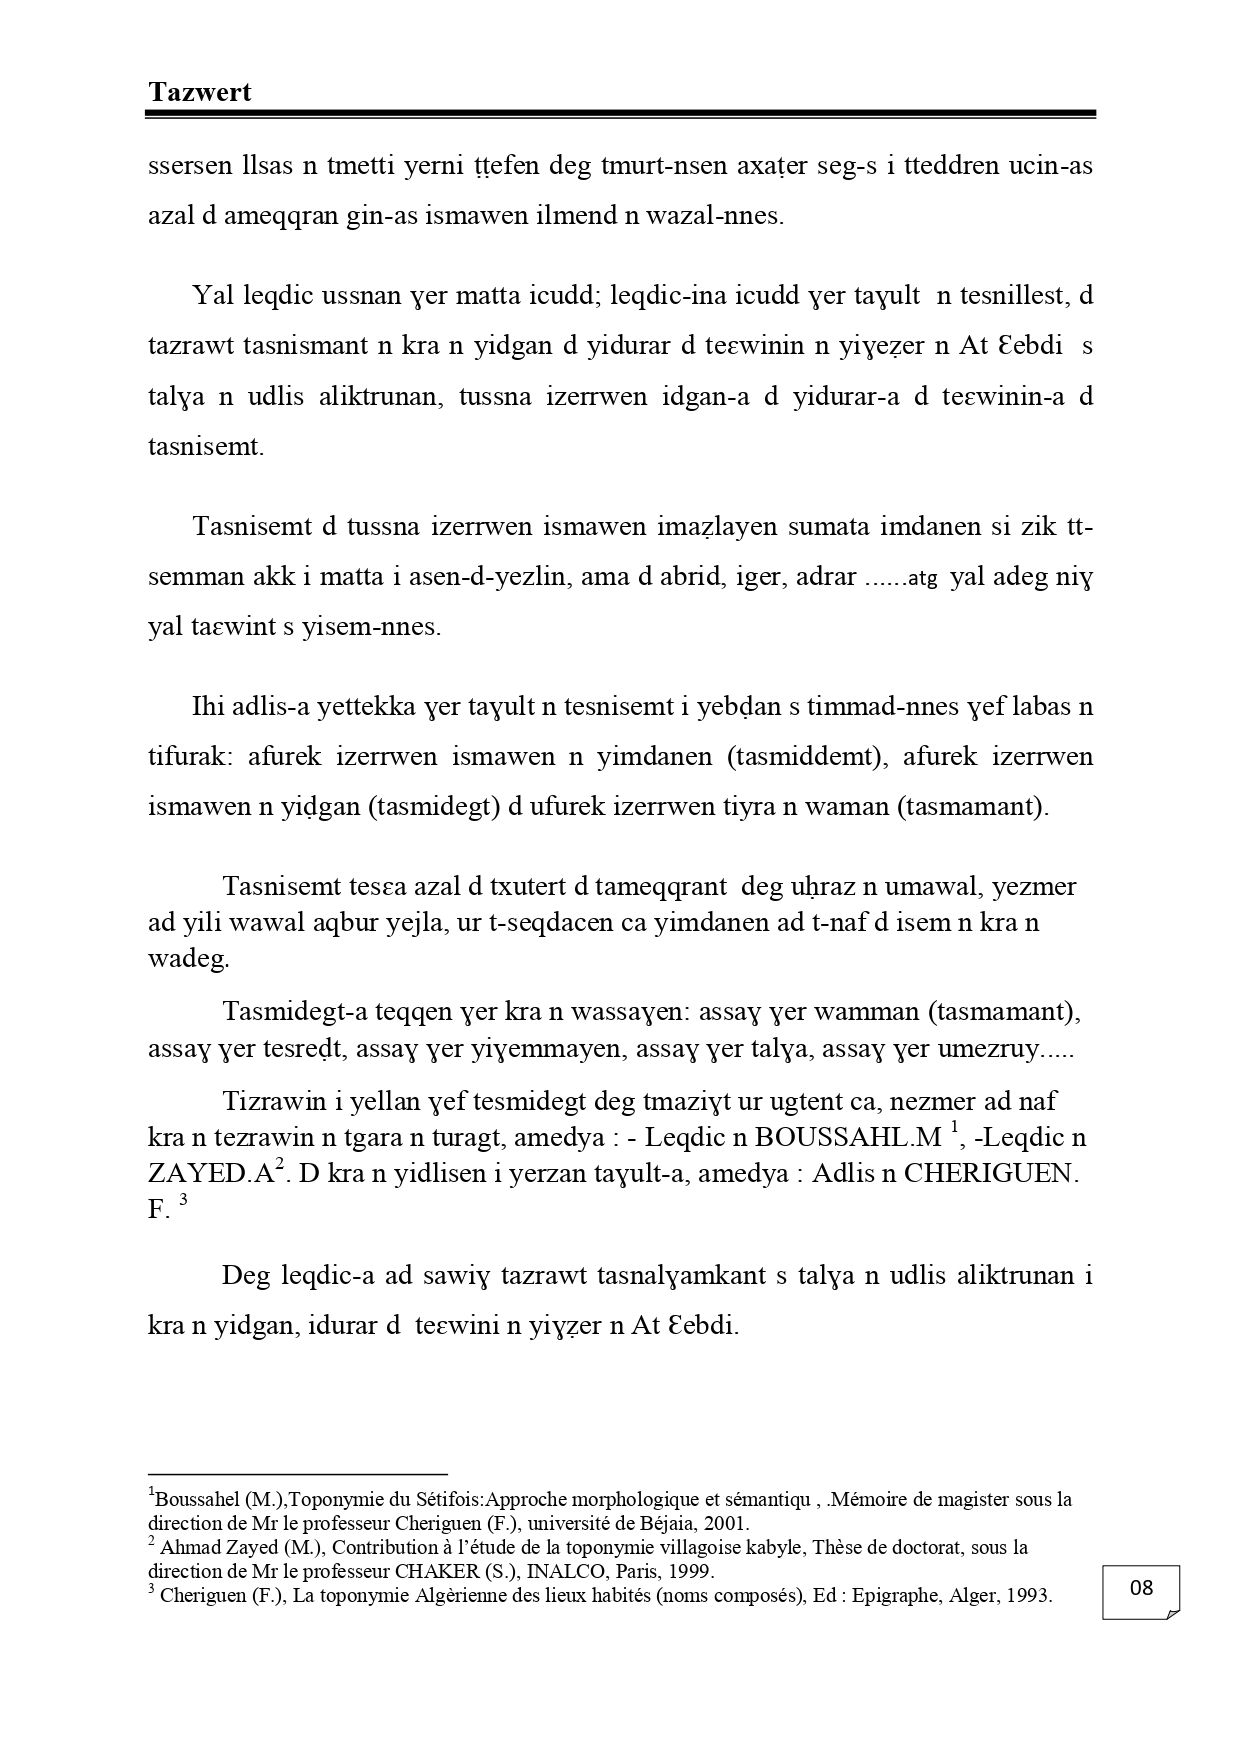 Tazwert
ssersen llsas n tmetti yerni ṭṭefen deg tmurt-nsen axaṭer seg-s i tteddren ucin-as
azal d ameqqran gin-as ismawen ilmend n wazal-nnes.
Yal leqdic ussnan ɣer matta icudd; leqdic-ina icudd ɣer taɣult n tesnillest, d
tazrawt tasnismant n kra n yidgan d yidurar d teɛwinin n yiɣeẓer n At Ɛebdi s
talɣa n udlis aliktrunan, tussna izerrwen idgan-a d yidurar-a d teɛwinin-a d
tasnisemt.
Tasnisemt d tussna izerrwen ismawen imaẓlayen sumata imdanen si zik tt-
semman akk i matta i asen-d-yezlin, ama d abrid, iger, adrar ......atg yal adeg niɣ
yal taɛwint s yisem-nnes.
Ihi adlis-a yettekka ɣer taɣult n tesnisemt i yebḍan s timmad-nnes ɣef labas n
tifurak: afurek izerrwen ismawen n yimdanen (tasmiddemt), afurek izerrwen
ismawen n yiḍgan (tasmidegt) d ufurek izerrwen tiyra n waman (tasmamant).
Tasnisemt tesɛa azal d txutert d tameqqrant deg uḥraz n umawal, yezmer
ad yili wawal aqbur yejla, ur t-seqdacen ca yimdanen ad t-naf d isem n kra n
wadeg.
Tasmidegt-a teqqen ɣer kra n wassaɣen: assaɣ ɣer wamman (tasmamant),
assaɣ ɣer tesreḍt, assaɣ ɣer yiɣemmayen, assaɣ ɣer talɣa, assaɣ ɣer umezruy.....
Tizrawin i yellan ɣef tesmidegt deg tmaziɣt ur ugtent ca, nezmer ad naf
kra n tezrawin n tgara n turagt, amedya : - Leqdic n BOUSSAHL.M 1, -Leqdic n
ZAYED.A2. D kra n yidlisen i yerzan taɣult-a, amedya : Adlis n CHERIGUEN.
F. 3
Deg leqdic-a ad sawiɣ tazrawt tasnalɣamkant s talɣa n udlis aliktrunan i
kra n yidgan, idurar d teɛwini n yiɣẓer n At Ɛebdi.
1Boussahel (M.),Toponymie du Sétifois:Approche morphologique et sémantiqu , .Mémoire de magister sous la
direction de Mr le professeur Cheriguen (F.), université de Béjaia, 2001.
2 Ahmad Zayed (M.), Contribution à l’étude de la toponymie villagoise kabyle, Thèse de doctorat, sous la
direction de Mr le professeur CHAKER (S.), INALCO, Paris, 1999.
3 Cheriguen (F.), La toponymie Algèrienne des lieux habités (noms composés), Ed : Epigraphe, Alger, 1993.
08